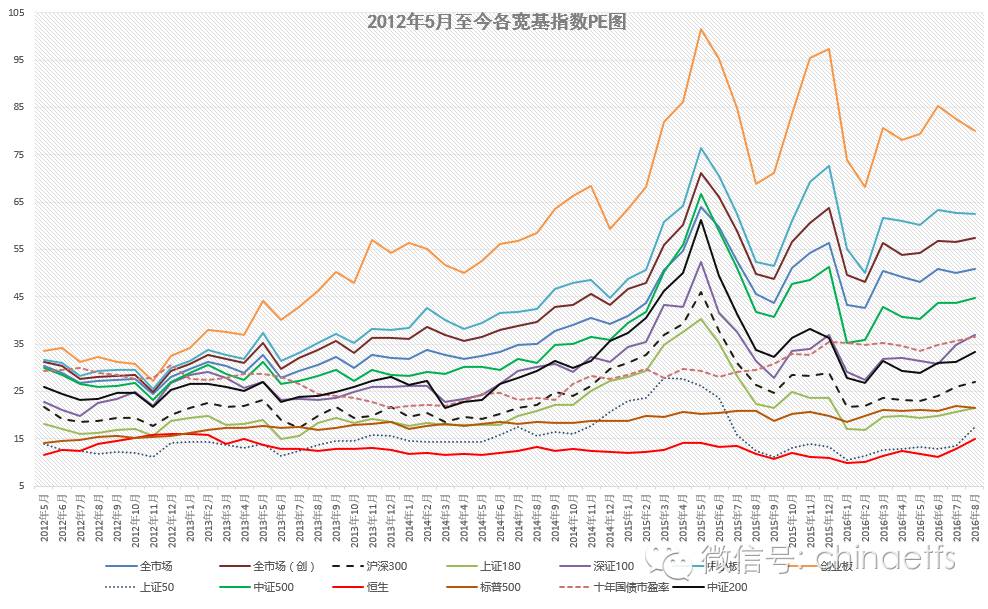 2012年5月至今各宽基指数PE图
105
95
85
75
65
55
45
35
25
15
5
2012年5月
2012年6月
2012年7月
2012年8月
2012年9月
2012年10月
2012年11月
2012年12月
2013年1月
2013年2月
2013年3月
2013年4月
2013年5月
2013年6月
2013年7月
2013年8月
2013年9月
2013年10月
2013年11月
2013年12月
2014年1月
2014年2月
2014年3月
2014年4月
2014年5月
2014年6月
2014年7月
2014年8月
2014年9月
2014年10月
2014年11月
2014年12月
2015年1月
2015年2月
2015年3月
2015年4月
2015年5月
2015年6月
2015年7月
2015年8月
2015年9月
2015年10月
2015年11月
2015年12月
2016年1月
2016年2月
2016年3月
2016年4月
2016年5月
2016年6月
2016年7月
2016年8月
全市场 全市场（创） 沪深300 上证180 深证100 中小板 创业板
上证50 中证500 恒生 标普500 十年国债市盈率 中证200
微信号: chinaetfs